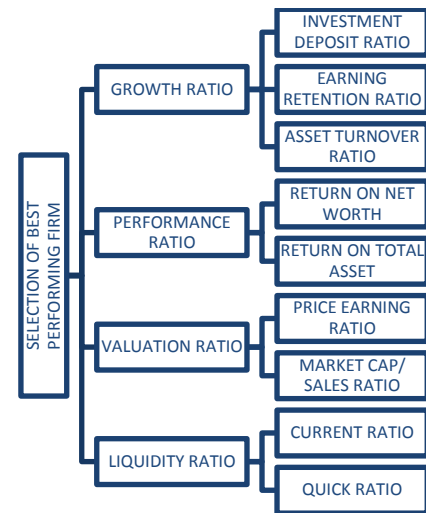 SELECTION OF BEST
PERFORMING FIRM
GROWTH RATIO
INVESTMENT
DEPOSIT RATIO
EARNING
RETENTION RATIO
ASSET TURNOVER
RATIO
PERFORMANCE
RATIO
RETURN ON NET
WORTH
RETURN ON TOTAL
ASSET
VALUATION RATIO
PRICE EARNING
RATIO
MARKET CAP/
SALES RATIO
LIQUIDITY RATIO
CURRENT RATIO
QUICK RATIO